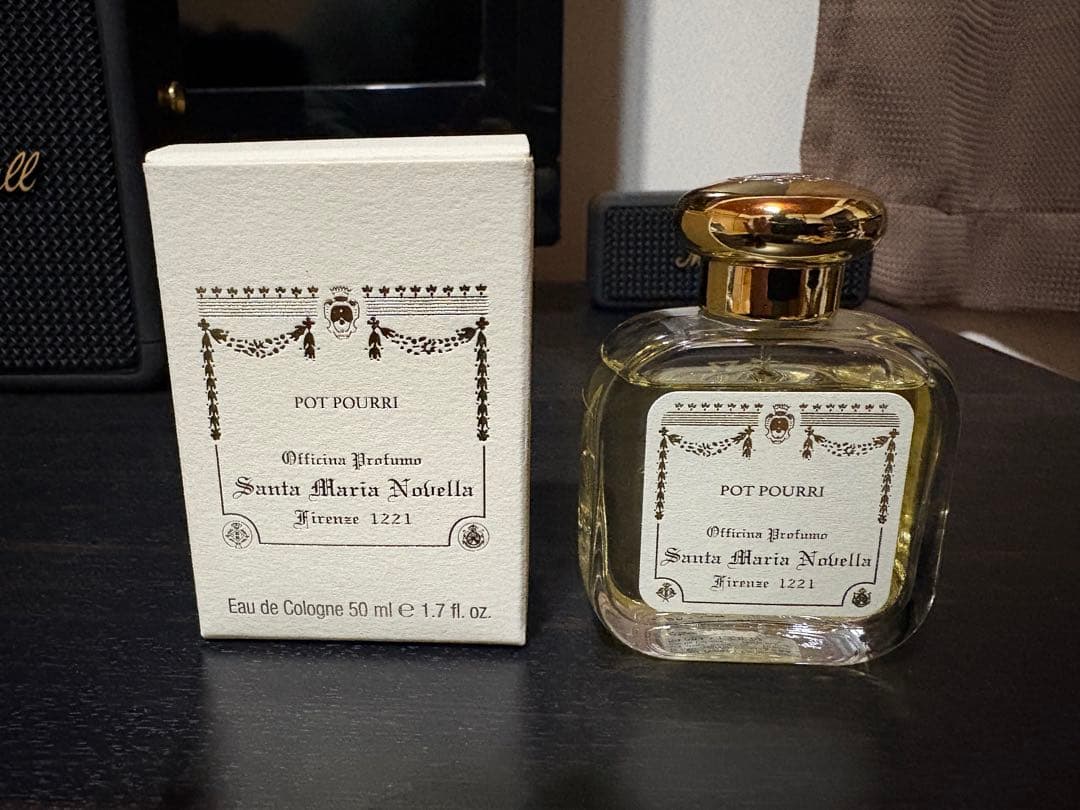 ll
POT POURRI
Officina Profumo
Santa Maria Novella
Firenze 1221
Eau de Cologne 50 ml ℮ 1.7 fl. oz.
POT POURRI
Officina Profumo
Santa Maria Novella
Firenze 1221